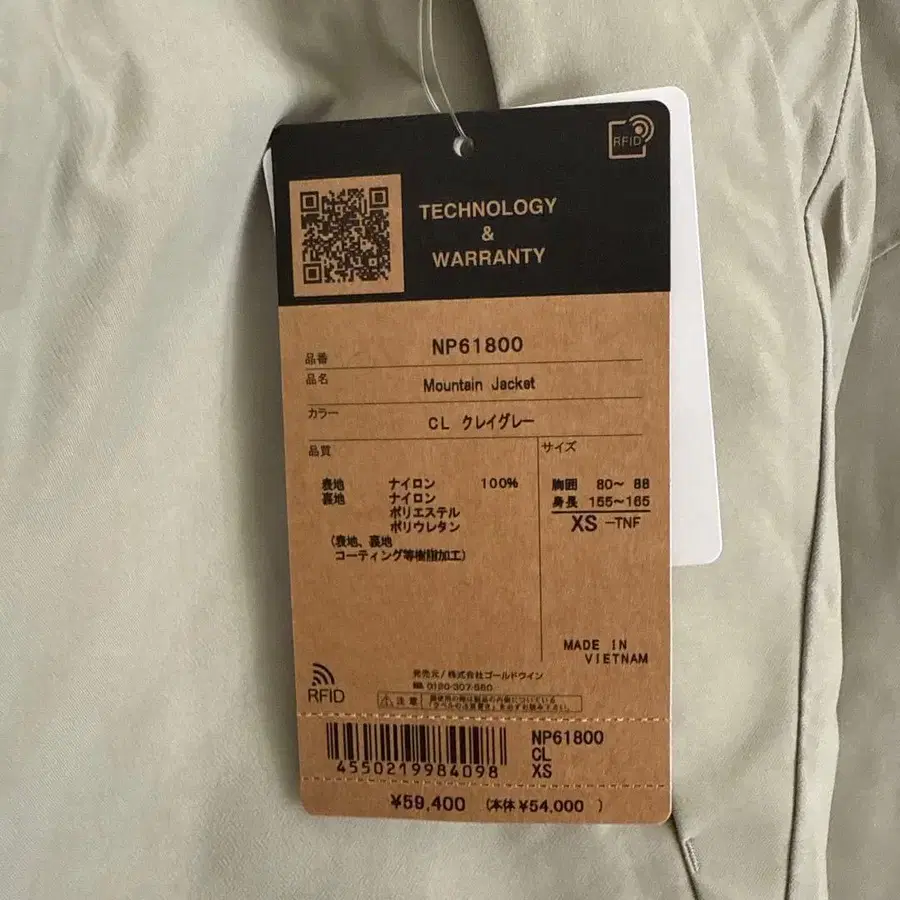 RFID
TECHNOLOGY
&
WARRANTY
品番 NP61800
品名 Mountain Jacket
カラー CL クレイグレー
品質
表地 ナイロン 100%
裏地 ナイロン
ポリエステル
ポリウレタン
(表地、裏地
コーティング等樹脂加工)
サイズ
胸囲 80～ 88
身長 155～165
XS -TNF
MADE IN
VIETNAM
RFID
発売元/株式会社ゴールドウイン
0120-307-560
注意
NP61800
CL
XS
4550219984098
¥59,400 (本体 ¥54,000 )